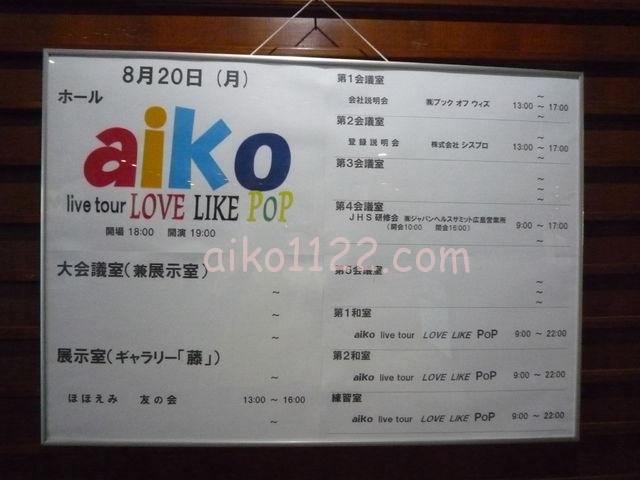 8月20日（月）
ホール
aiko
live tour LOVE LIKE PoP
開場 18:00　開演 19:00
大会議室（兼展示室）
～
～
～
展示室（ギャラリー「藤」）
～
ほほえみ　友の会　13:00 ～ 16:00
～
第1会議室
～
会社説明会　㈱ブック オフ ウィズ　13:00 ～ 17:00
～
第2会議室
～
登録説明会　株式会社 シスプロ　13:00 ～ 17:00
～
第3会議室
～
～
～
第4会議室
～
JHS 研修会　㈱ジャパンヘルスサミット広島営業所　9:00 ～ 17:00
（開会10:00　閉会16:00）
～
第5会議室
～
～
～
第1和室
aiko live tour LOVE LIKE PoP　9:00 ～ 22:00
第2和室
aiko live tour LOVE LIKE PoP　9:00 ～ 22:00
練習室
aiko live tour LOVE LIKE PoP　9:00 ～ 22:00
aiko1122.com